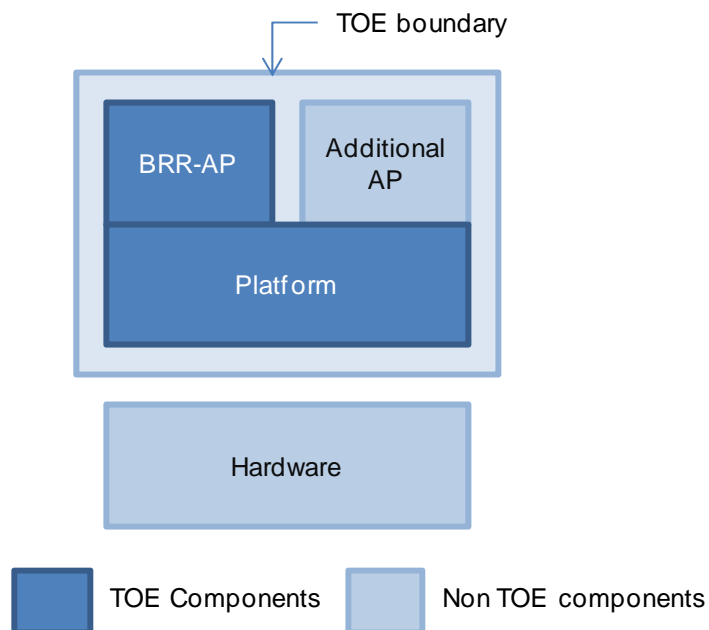 TOE boundary
BRR-AP
Additional
AP
Platform
Hardware
TOE Components
Non TOE components